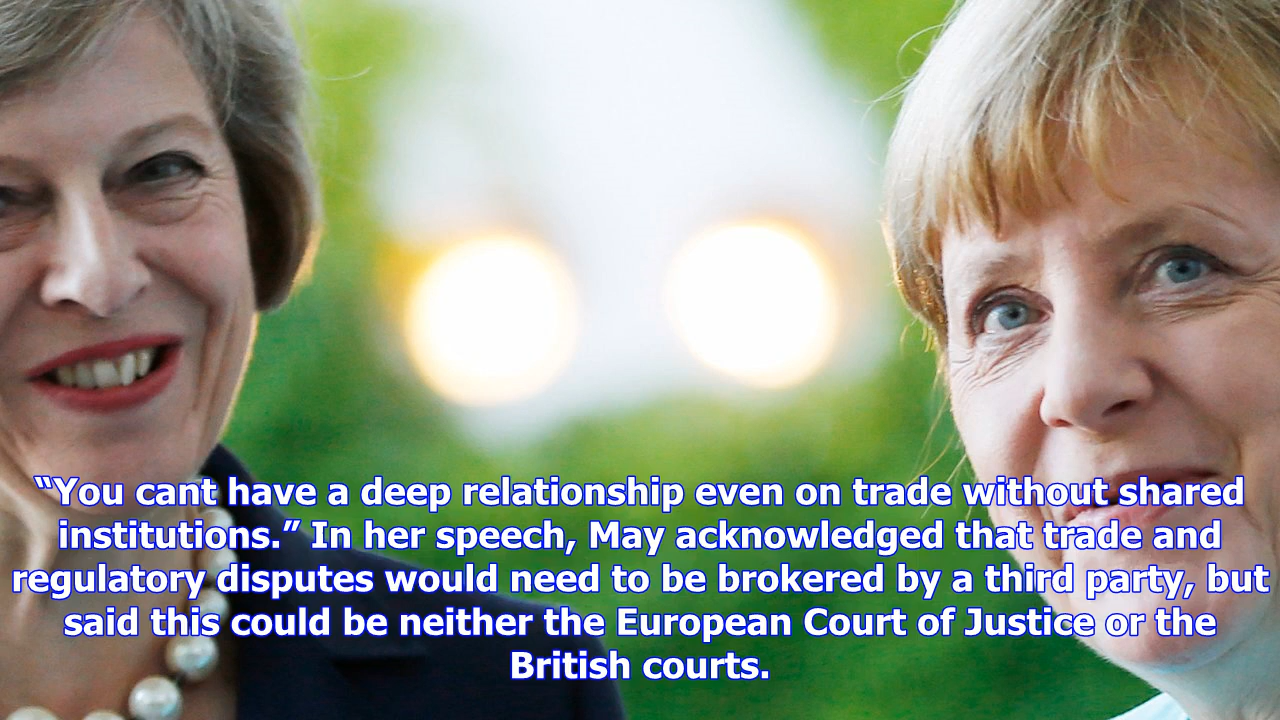 “You cant have a deep relationship even on trade without shared
institutions.” In her speech, May acknowledged that trade and
regulatory disputes would need to be brokered by a third party, but
said this could be neither the European Court of Justice or the
British courts.